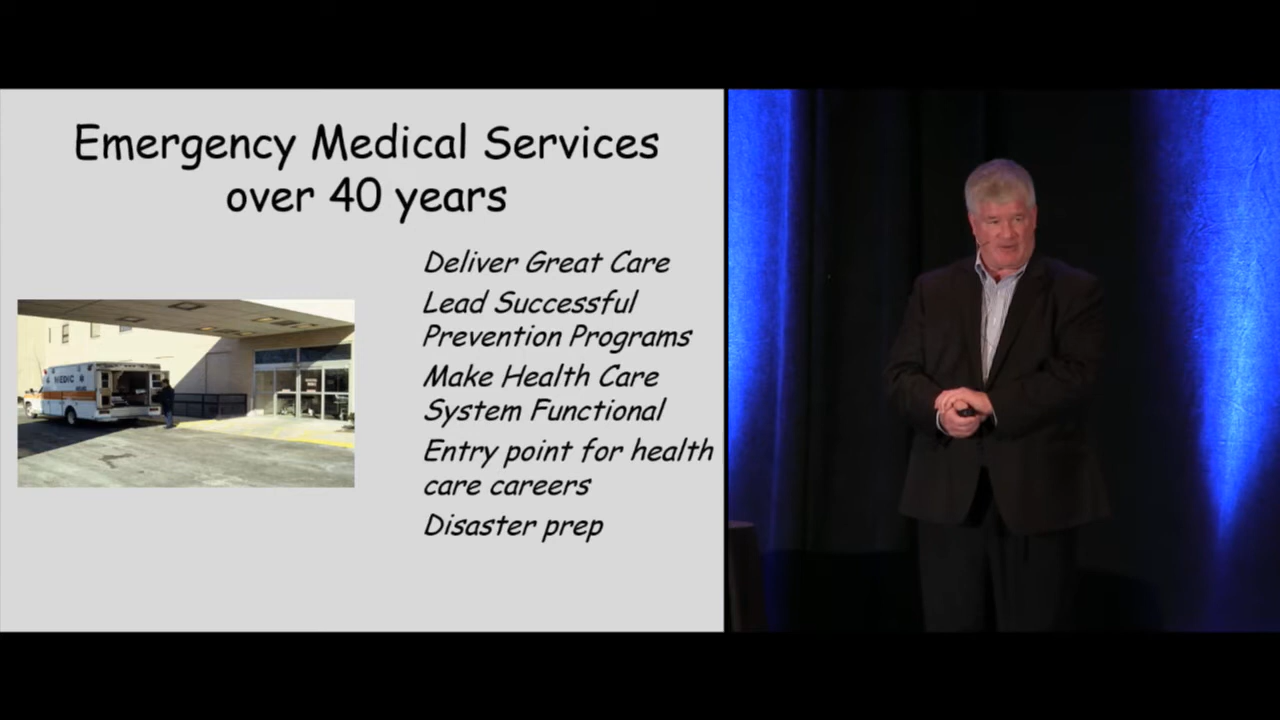 Emergency Medical Services
over 40 years
Deliver Great Care
Lead Successful
Prevention Programs
Make Health Care
System Functional
Entry point for health
care careers
Disaster prep
MEDIC